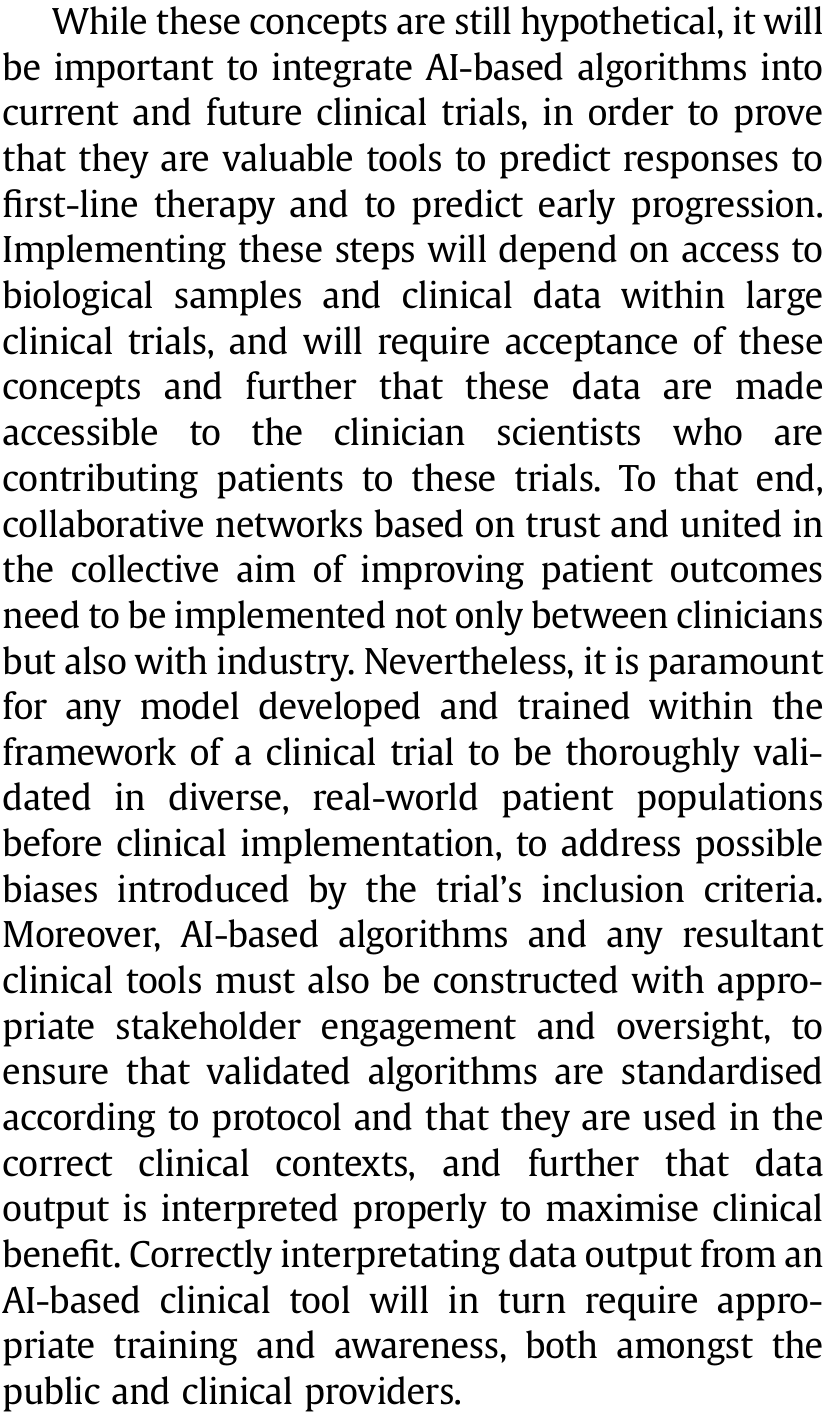 While these concepts are still hypothetical, it will
be important to integrate AI-based algorithms into
current and future clinical trials, in order to prove
that they are valuable tools to predict responses to
first-line therapy and to predict early progression.
Implementing these steps will depend on access to
biological samples and clinical data within large
clinical trials, and will require acceptance of these
concepts and further that these data are made
accessible to the clinician scientists who are
contributing patients to these trials. To that end,
collaborative networks based on trust and united in
the collective aim of improving patient outcomes
need to be implemented not only between clinicians
but also with industry. Nevertheless, it is paramount
for any model developed and trained within the
framework of a clinical trial to be thoroughly vali-
dated in diverse, real-world patient populations
before clinical implementation, to address possible
biases introduced by the trial’s inclusion criteria.
Moreover, AI-based algorithms and any resultant
clinical tools must also be constructed with appro-
priate stakeholder engagement and oversight, to
ensure that validated algorithms are standardised
according to protocol and that they are used in the
correct clinical contexts, and further that data
output is interpreted properly to maximise clinical
benefit. Correctly interpretating data output from an
AI-based clinical tool will in turn require appro-
priate training and awareness, both amongst the
public and clinical providers.